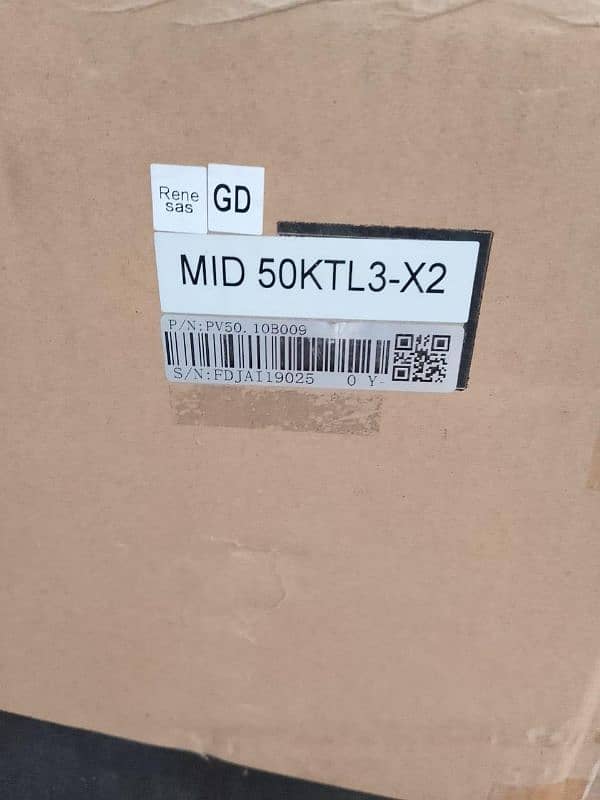 Rene
sas
GD
MID 50KTL3-X2
P/N:PV50.10B009
S/N:FDJAI19025 0 Y-